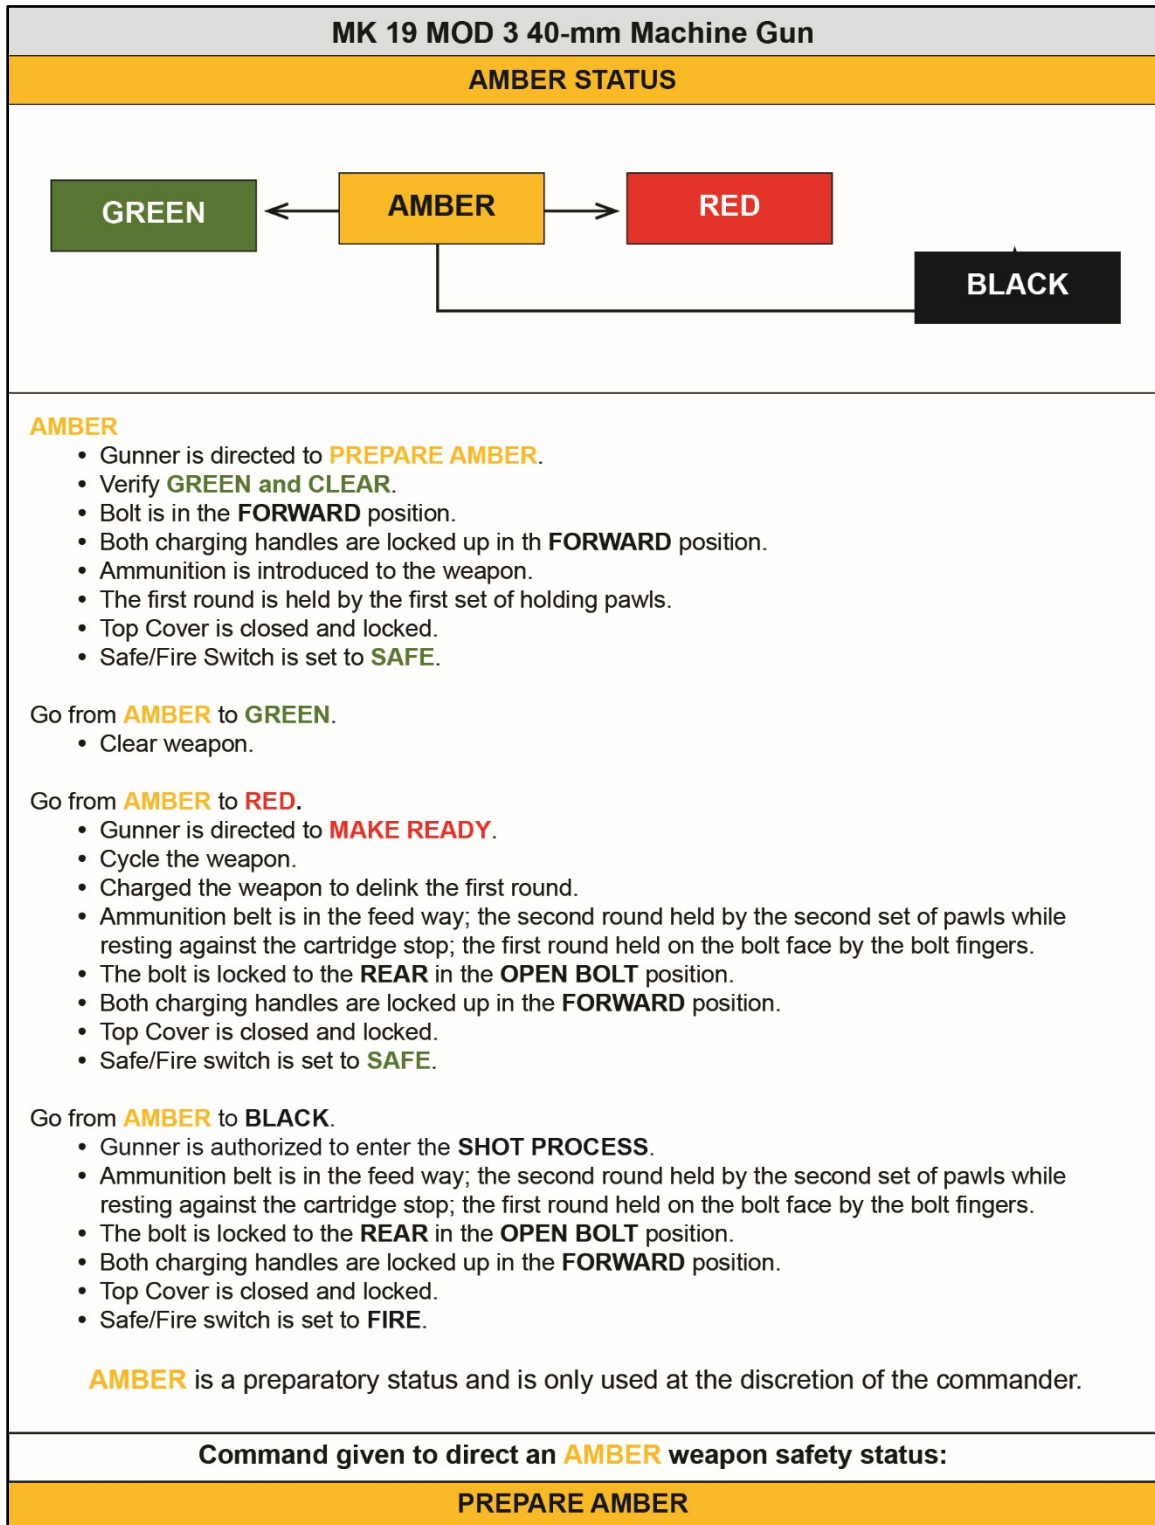 MK 19 MOD 3 40-mm Machine Gun
AMBER STATUS
GREEN
AMBER
RED
BLACK
AMBER
• Gunner is directed to PREPARE AMBER.
• Verify GREEN and CLEAR.
• Bolt is in the FORWARD position.
• Both charging handles are locked up in th FORWARD position.
• Ammunition is introduced to the weapon.
• The first round is held by the first set of holding pawls.
• Top Cover is closed and locked.
• Safe/Fire Switch is set to SAFE.
Go from AMBER to GREEN.
• Clear weapon.
Go from AMBER to RED.
• Gunner is directed to MAKE READY.
• Cycle the weapon.
• Charged the weapon to delink the first round.
• Ammunition belt is in the feed way; the second round held by the second set of pawls while
resting against the cartridge stop; the first round held on the bolt face by the bolt fingers.
• The bolt is locked to the REAR in the OPEN BOLT position.
• Both charging handles are locked up in the FORWARD position.
• Top Cover is closed and locked.
• Safe/Fire switch is set to SAFE.
Go from AMBER to BLACK.
• Gunner is authorized to enter the SHOT PROCESS.
• Ammunition belt is in the feed way; the second round held by the second set of pawls while
resting against the cartridge stop; the first round held on the bolt face by the bolt fingers.
• The bolt is locked to the REAR in the OPEN BOLT position.
• Both charging handles are locked up in the FORWARD position.
• Top Cover is closed and locked.
• Safe/Fire switch is set to FIRE.
AMBER is a preparatory status and is only used at the discretion of the commander.
Command given to direct an AMBER weapon safety status:
PREPARE AMBER